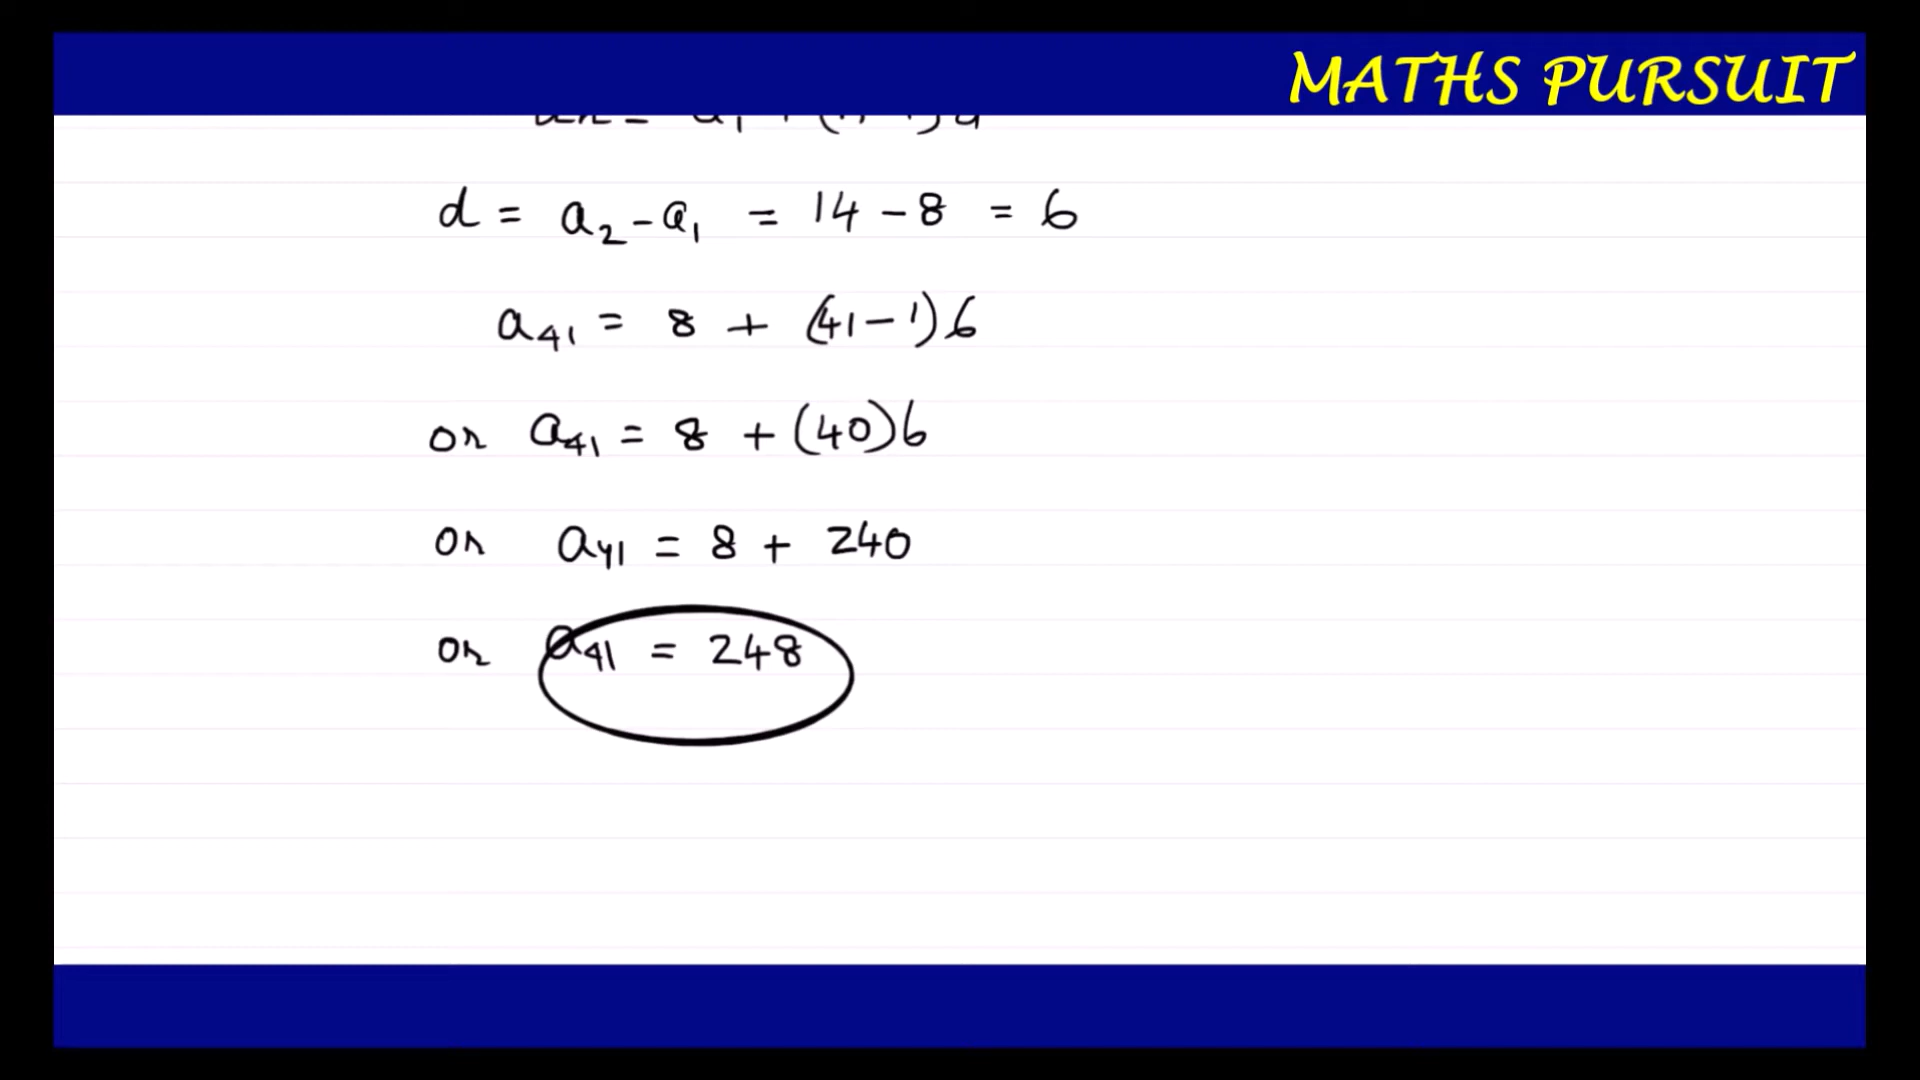 MATHS PURSUIT
d = a₂ - a₁ = 14 - 8 = 6
a₄₁ = 8 + (41-1)6
or a₄₁ = 8 + (40)6
or a₄₁ = 8 + 240
or a₄₁ = 248